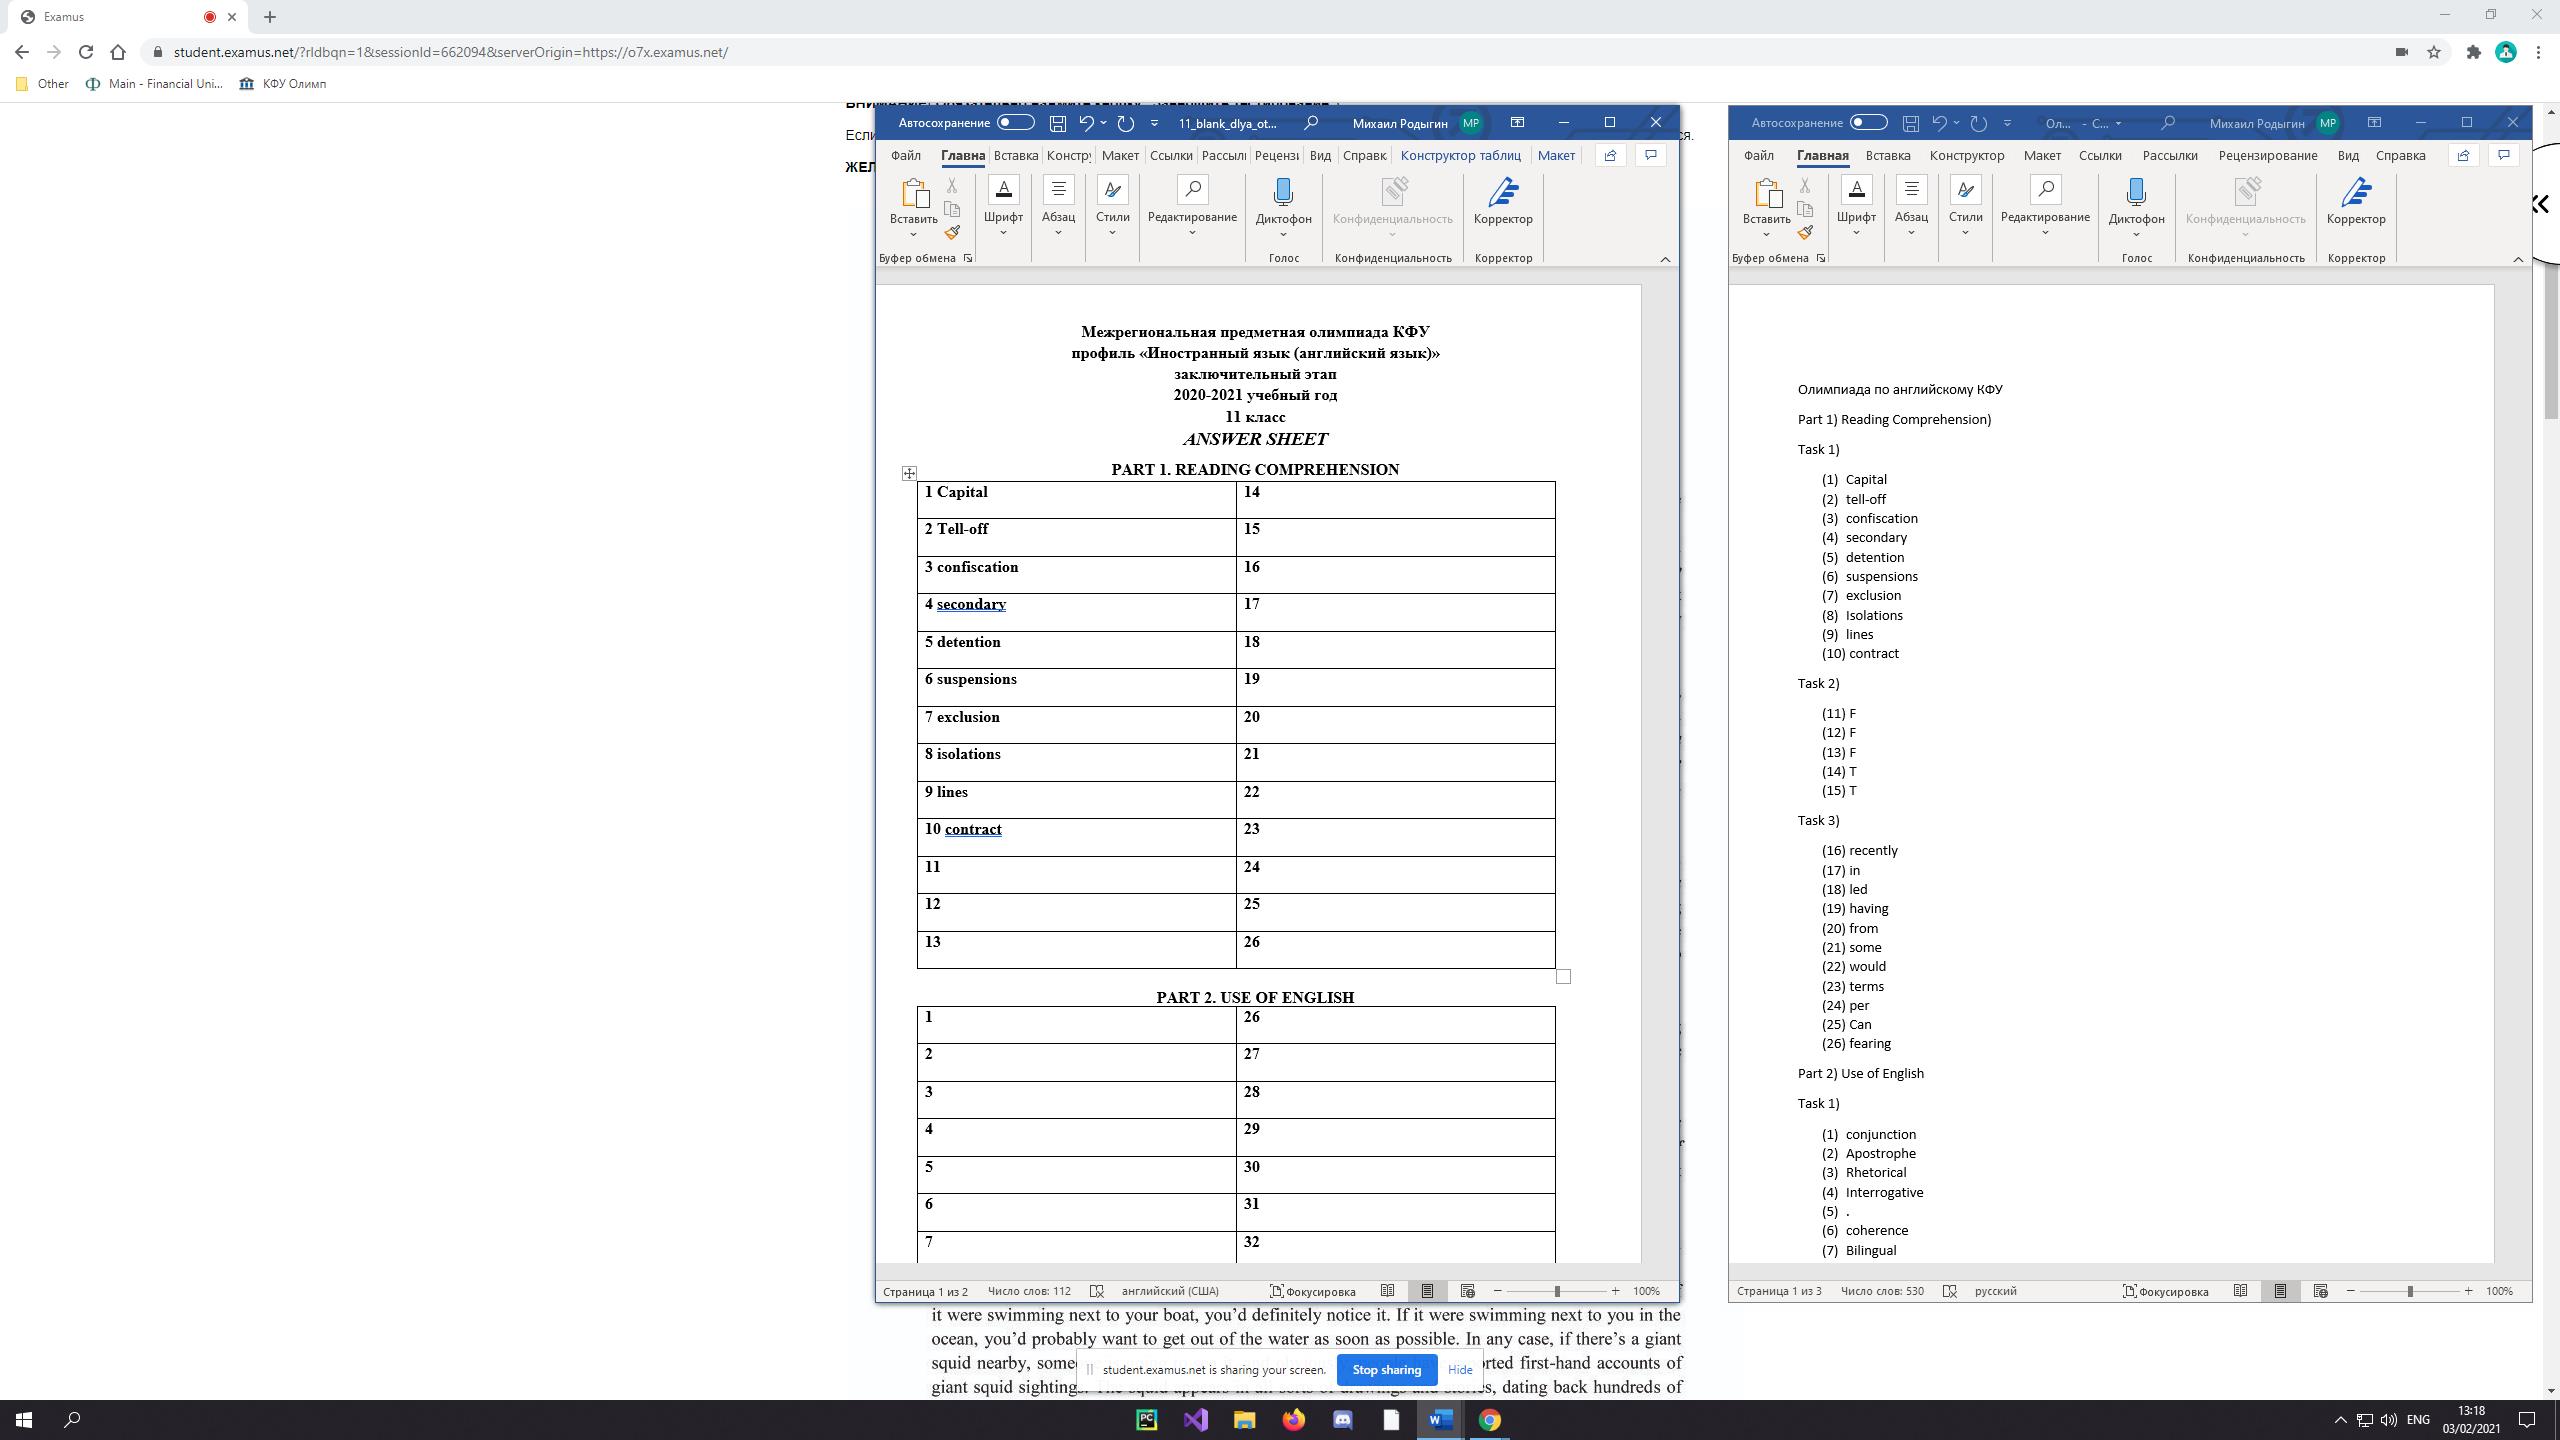 Examus
student.examus.net/?rldbqn=1&sessionId=662094&serverOrigin=https://o7x.examus.net/
Other
Main - Financial Uni...
КФУ Олимп
Автосохранение
11_blank_dlya_ot...
Михаил Родыгин
MP
Файл
Главна
Вставка
Констру
Макет
Ссылки
Рассылі
Рецензі
Вид
Справк
Конструктор таблиц
Макет
Вставить
Шрифт
Абзац
Стили
Редактирование
Диктофон
Конфиденциальность
Корректор
Буфер обмена
Голос
Конфиденциальность
Корректор
Межрегиональная предметная олимпиада КФУ
профиль «Иностранный язык (английский язык)»
заключительный этап
2020-2021 учебный год
11 класс
ANSWER SHEET
PART 1. READING COMPREHENSION
1 Capital 14
2 Tell-off 15
3 confiscation 16
4 secondary 17
5 detention 18
6 suspensions 19
7 exclusion 20
8 isolations 21
9 lines 22
10 contract 23
11 24
12 25
13 26
PART 2. USE OF ENGLISH
1 26
2 27
3 28
4 29
5 30
6 31
7 32
Страница 1 из 2
Число слов: 112
английский (США)
Фокусировка
100%
Автосохранение
Ол... - С...
Михаил Родыгин
MP
Файл
Главная
Вставка
Конструктор
Макет
Ссылки
Рассылки
Рецензирование
Вид
Справка
Вставить
Шрифт
Абзац
Стили
Редактирование
Диктофон
Конфиденциальность
Корректор
Буфер обмена
Голос
Конфиденциальность
Корректор
Олимпиада по английскому КФУ
Part 1) Reading Comprehension)
Task 1)
(1) Capital
(2) tell-off
(3) confiscation
(4) secondary
(5) detention
(6) suspensions
(7) exclusion
(8) Isolations
(9) lines
(10) contract
Task 2)
(11) F
(12) F
(13) F
(14) T
(15) T
Task 3)
(16) recently
(17) in
(18) led
(19) having
(20) from
(21) some
(22) would
(23) terms
(24) per
(25) Can
(26) fearing
Part 2) Use of English
Task 1)
(1) conjunction
(2) Apostrophe
(3) Rhetorical
(4) Interrogative
(5) .
(6) coherence
(7) Bilingual
Страница 1 из 3
Число слов: 530
русский
Фокусировка
100%
it were swimming next to your boat, you’d definitely notice it. If it were swimming next to you in the
ocean, you’d probably want to get out of the water as soon as possible. In any case, if there’s a giant
squid nearby, first-hand accounts of
giant squid sightings. dating back hundreds of
student.examus.net is sharing your screen.
Stop sharing
Hide
PC
ENG
13:18
03/02/2021